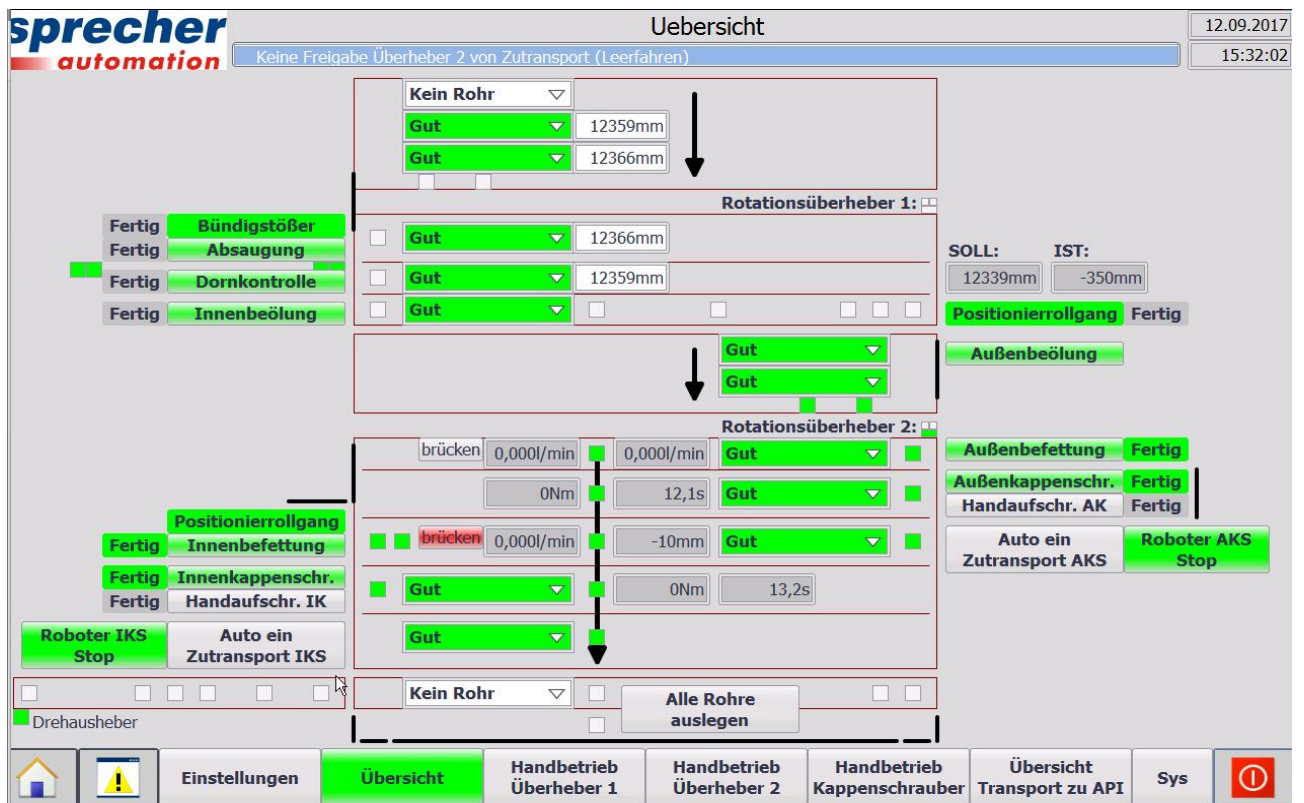 sprecher
automation
Uebersicht
12.09.2017
Keine Freigabe Überheber 2 von Zutransport (Leerfahren)
15:32:02
Kein Rohr
Gut 12359mm
Gut 12366mm
Rotationsüberheber 1:
Fertig Bündigstößer
Fertig Absaugung
Fertig Dornkontrolle
Fertig Innenbeölung
Gut 12366mm
Gut 12359mm
Gut
SOLL: IST:
12339mm -350mm
Positionierrollgang Fertig
Gut
Gut
Außenbeölung
Rotationsüberheber 2:
brücken 0,000l/min 0,000l/min Gut
0Nm 12,1s Gut
brücken 0,000l/min -10mm Gut
Gut 0Nm 13,2s
Gut
Außenbefettung Fertig
Außenkappenschr. Fertig
Handaufschr. AK Fertig
Auto ein
Zutransport AKS
Roboter AKS
Stop
Positionierrollgang
Fertig Innenbefettung
Fertig Innenkappenschr.
Fertig Handaufschr. IK
Roboter IKS
Stop
Auto ein
Zutransport IKS
Drehausheber
Kein Rohr
Alle Rohre
auslegen
Einstellungen
Übersicht
Handbetrieb
Überheber 1
Handbetrieb
Überheber 2
Handbetrieb
Kappenschrauber
Übersicht
Transport zu API
Sys